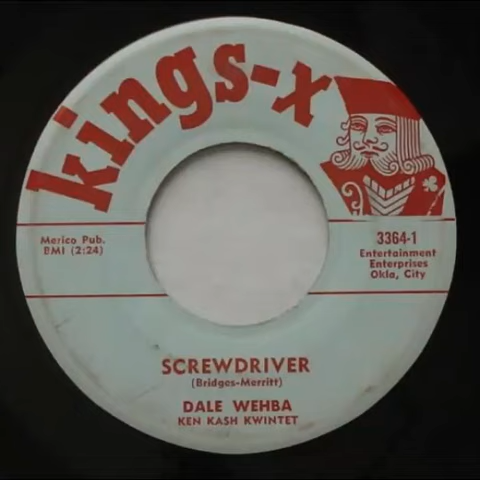 kings-x
Merico Pub.
BMI (2:24)
3364-1
Entertainment
Enterprises
Okla, City
SCREWDRIVER
(Bridges-Merritt)
DALE WEHBA
KEN KASH KWINTET